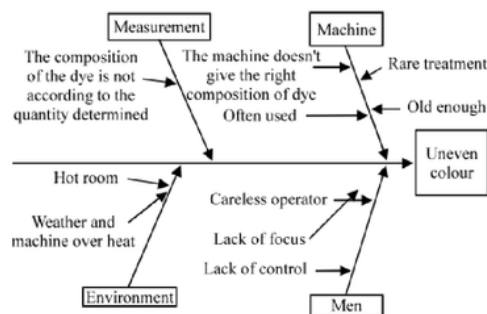 Measurement
Machine
The composition
of the dye is not
according to the
quantity determined
The machine doesn't
give the right
composition of dye
Often used
Rare treatment
Old enough
Uneven
colour
Hot room
Weather and
machine over heat
Careless operator
Lack of focus
Lack of control
Environment
Men